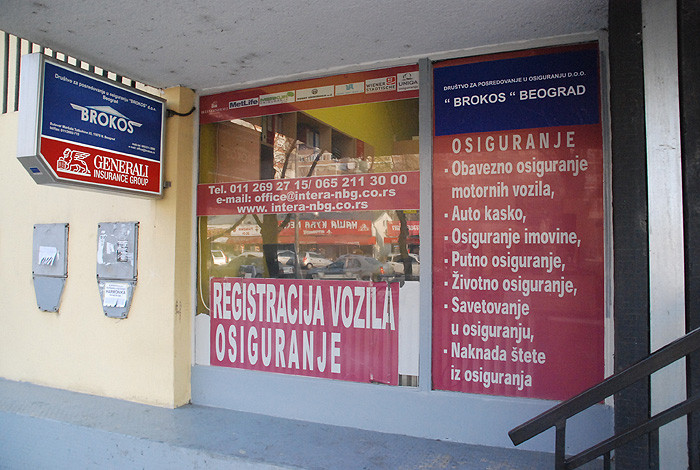 Društvo za posredovanje u osiguranju "BROKOS" d.o.o.
Beograd
BROKOS
GENERALI
INSURANCE GROUP
MetLife
WIENER
STÄDTISCHE
UNIQA
Tel. 011 269 27 15/ 065 211 30 00
e-mail: office@intera-nbg.co.rs
www. intera-nbg.co.rs
REGISTRACIJA VOZILA
OSIGURANJE
DRUŠTVO ZA POSREDOVANJE U OSIGURANJU D.O.O.
“ BROKOS “ BEOGRAD
OSIGURANJE
· Obavezno osiguranje
motornih vozila,
· Auto kasko,
· Osiguranje imovine,
· Putno osiguranje,
· Životno osiguranje,
· Savetovanje
u osiguranju,
· Naknada štete
iz osiguranja